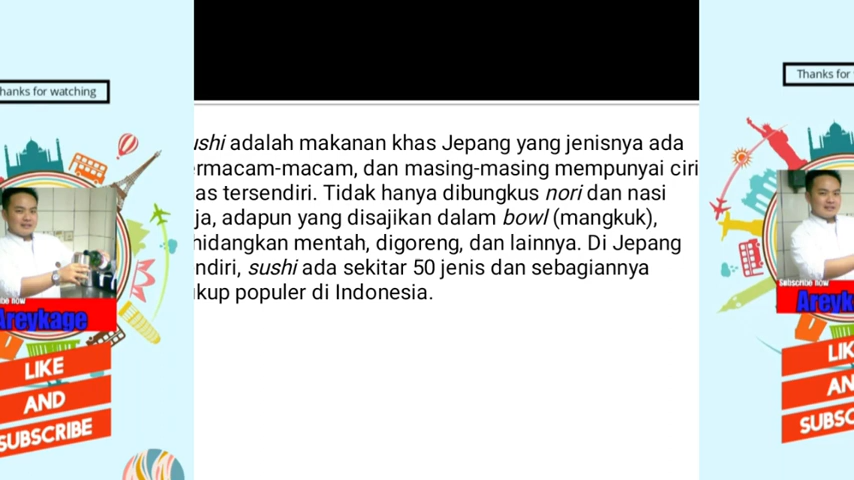 hanks for watching
Thanks for
ushi adalah makanan khas Jepang yang jenisnya ada
ermacam-macam, dan masing-masing mempunyai ciri
as tersendiri. Tidak hanya dibungkus nori dan nasi
ja, adapun yang disajikan dalam bowl (mangkuk),
hidangkan mentah, digoreng, dan lainnya. Di Jepang
ndiri, sushi ada sekitar 50 jenis dan sebagiannya
kup populer di Indonesia.
be now
Areykage
LIKE
AND
SUBSCRIBE
Subscribe now
Areyk
LIK
AN
SUBSC